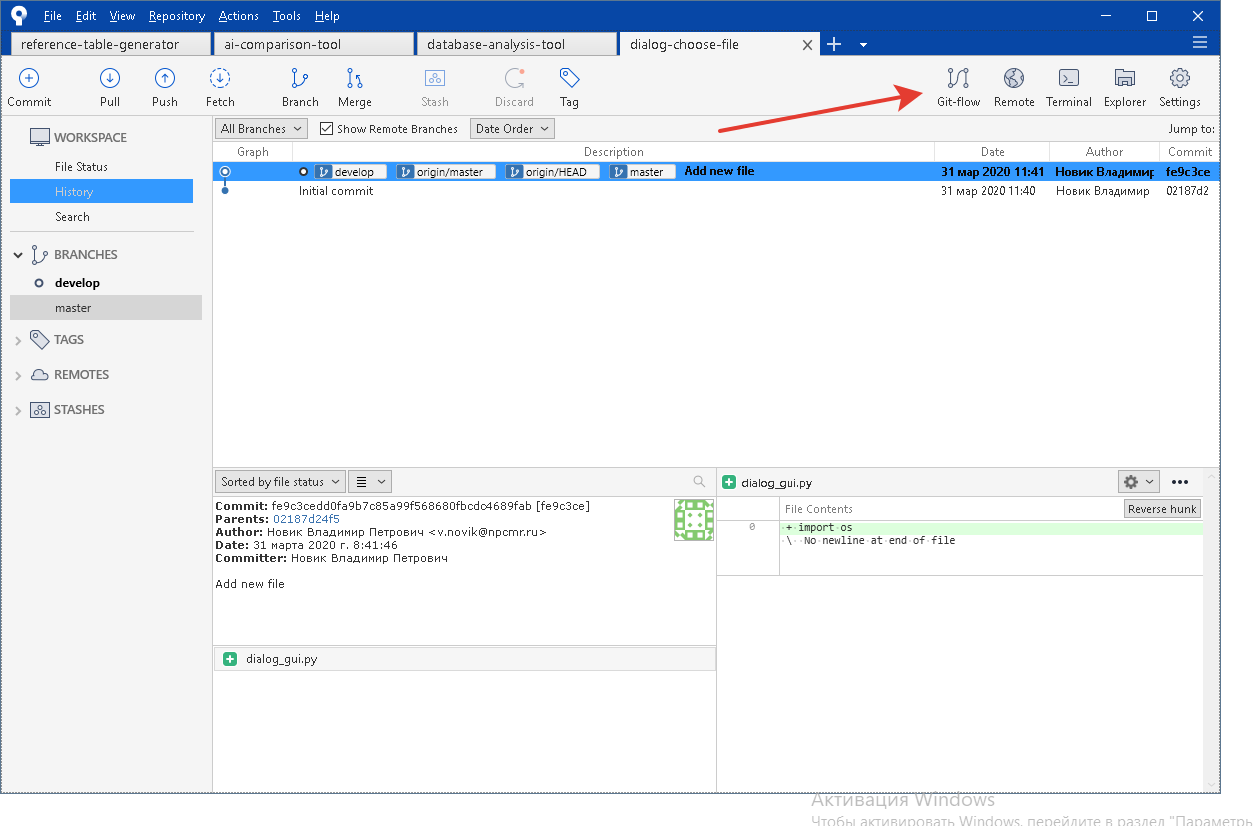 File Edit View Repository Actions Tools Help
reference-table-generator ai-comparison-tool database-analysis-tool dialog-choose-file
Commit Pull Push Fetch Branch Merge Stash Discard Tag Git-flow Remote Terminal Explorer Settings
WORKSPACE
File Status
History
Search
BRANCHES
develop
master
TAGS
REMOTES
STASHES
All Branches Show Remote Branches Date Order Jump to:
Graph Description Date Author Commit
develop origin/master origin/HEAD master Add new file 31 мар 2020 11:41 Новик Владимир fe9c3ce
Initial commit 31 мар 2020 11:40 Новик Владимир 02187d2
Sorted by file status
Commit: fe9c3cedd0fa9b7c85a99f568680fbcdc4689fab [fe9c3ce]
Parents: 02187d24f5
Author: Новик Владимир Петрович <v.novik@npcmr.ru>
Date: 31 марта 2020 г. 8:41:46
Committer: Новик Владимир Петрович
Add new file
dialog_gui.py
dialog_gui.py
File Contents Reverse hunk
0 + import os
\ No newline at end of file
Активация Windows
Чтобы активировать Windows, перейдите в раздел "Параметры